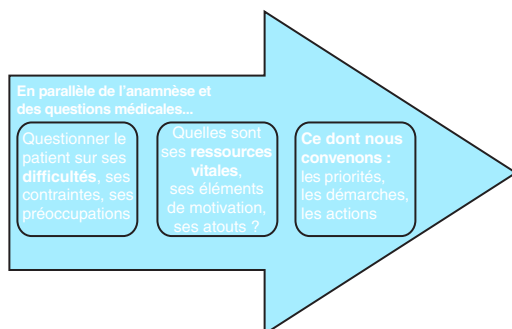 En parallèle de l'anamnèse et
des questions médicales...
Questionner le
patient sur ses
difficultés, ses
contraintes, ses
préoccupations
Quelles sont
ses ressources
vitales,
ses éléments
de motivation,
ses atouts ?
Ce dont nous
convenons :
les priorités,
les démarches,
les actions